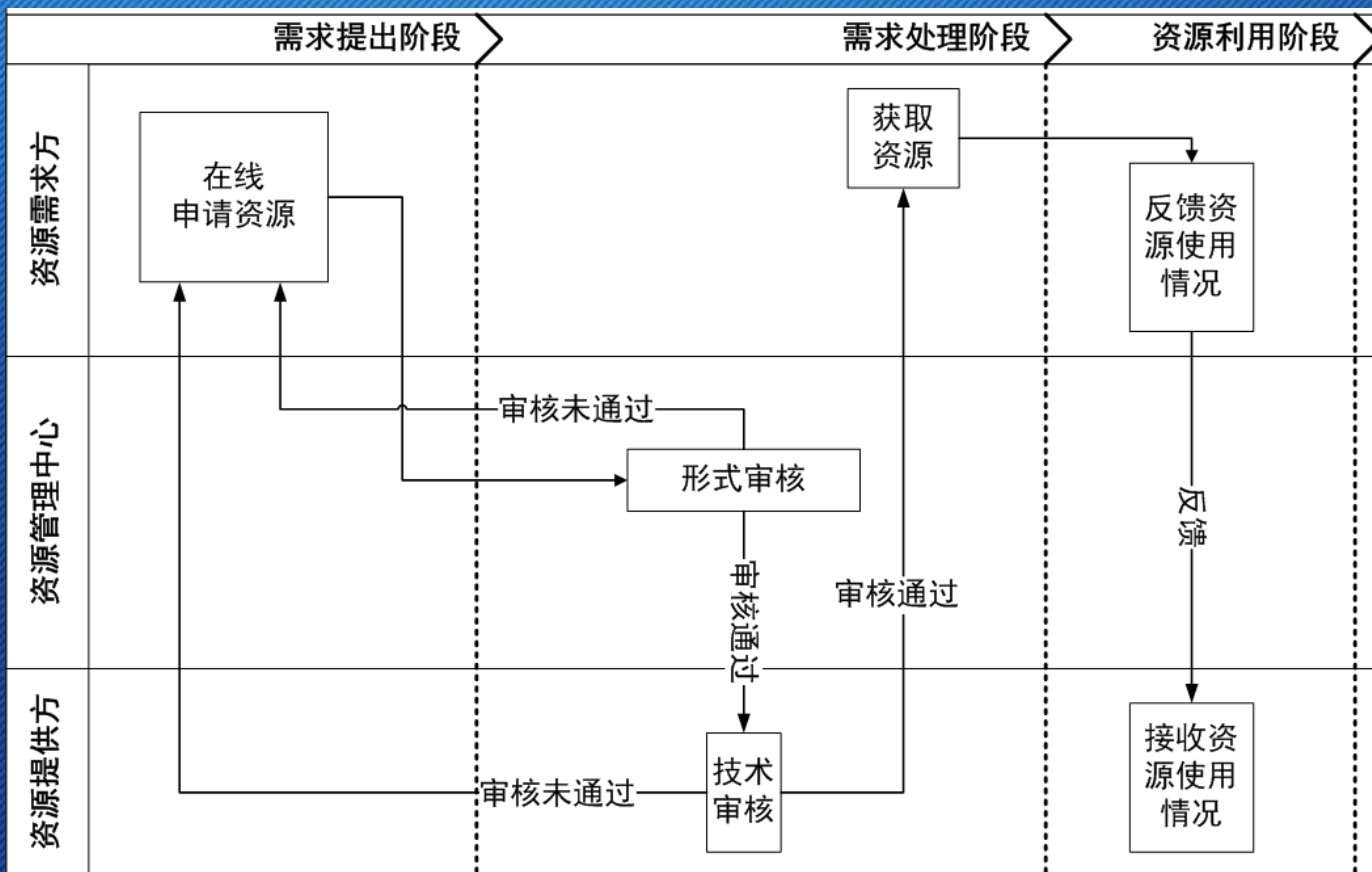 需求提出阶段
需求处理阶段
资源利用阶段
资源需求方
在线
申请资源
获取
资源
反馈资
源使用
情况
资源管理中心
审核未通过
形式审核
审核通过
审核通过
反馈
资源提供方
审核未通过
技术
审核
接收资
源使用
情况